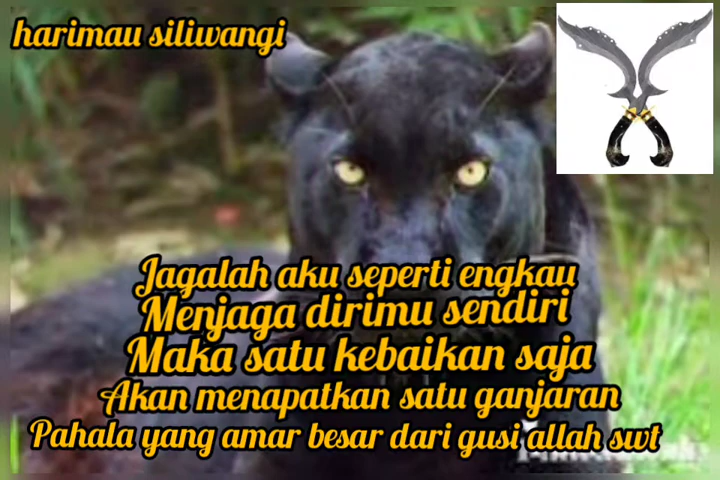 harimau siliwangi
Jagalah aku seperti engkau
Menjaga dirimu sendiri
Maka satu kebaikan saja
Akan menapatkan satu ganjaran
Pahala yang amar besar dari gusi allah swt